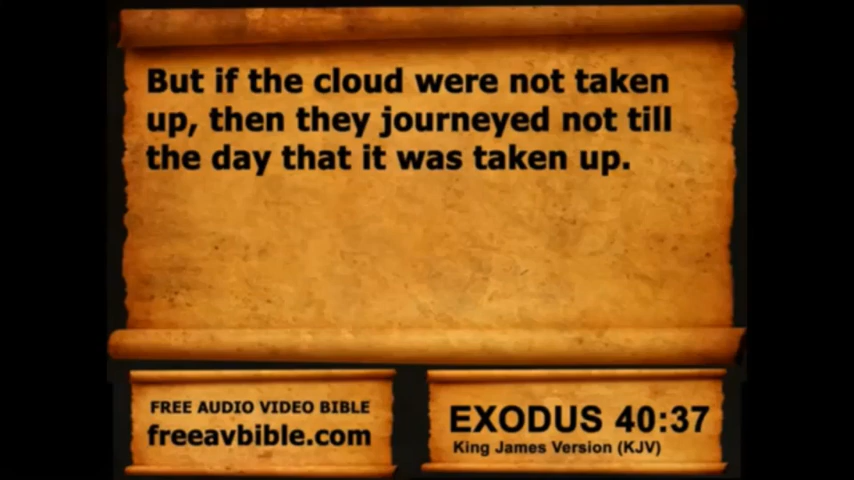 But if the cloud were not taken
up, then they journeyed not till
the day that it was taken up.
FREE AUDIO VIDEO BIBLE
freeavbible.com
EXODUS 40:37
King James Version (KJV)